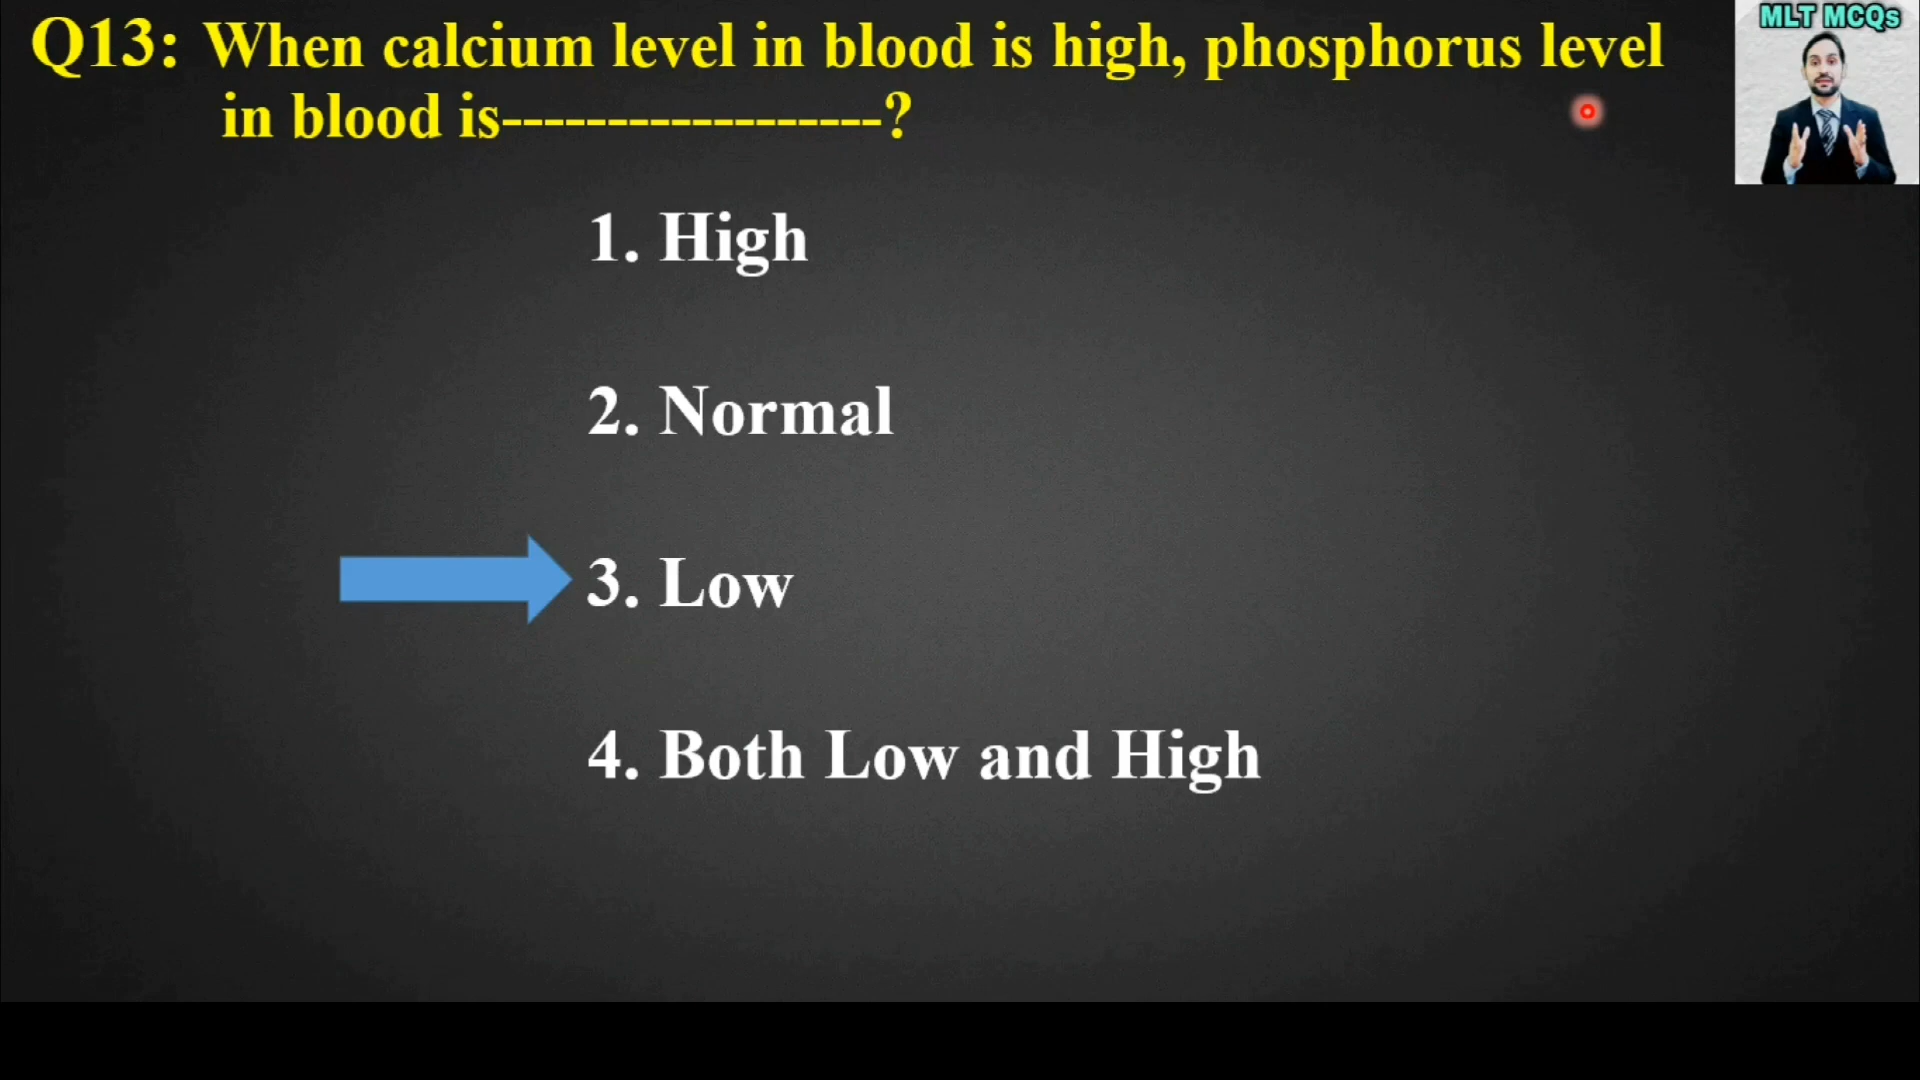 MLT MCQs
Q13: When calcium level in blood is high, phosphorus level
in blood is------------------?
1. High
2. Normal
3. Low
4. Both Low and High